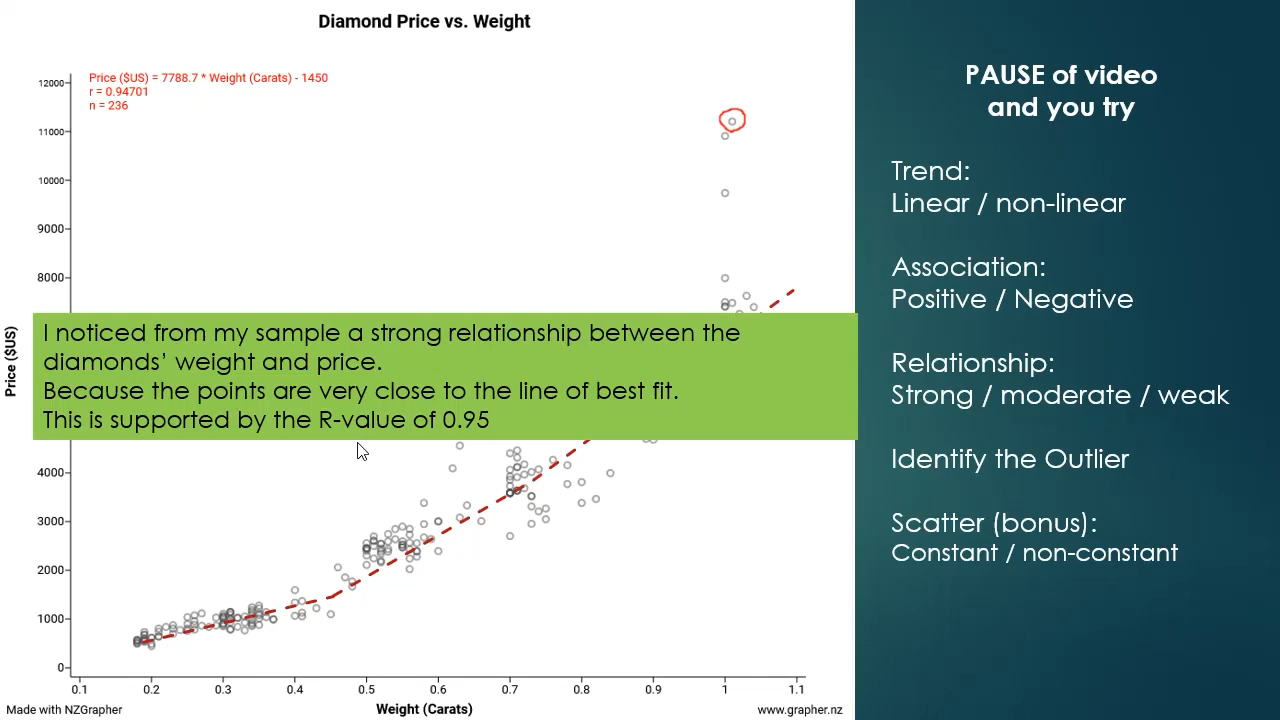 Diamond Price vs. Weight
Price ($US) = 7788.7 * Weight (Carats) - 1450
r = 0.94701
n = 236
12000
11000
10000
9000
8000
4000
3000
2000
1000
0
Price ($US)
I noticed from my sample a strong relationship between the
diamonds' weight and price.
Because the points are very close to the line of best fit.
This is supported by the R-value of 0.95
0.1 0.2 0.3 0.4 0.5 0.6 0.7 0.8 0.9 1 1.1
Made with NZGrapher
Weight (Carats)
www.grapher.nz
PAUSE of video
and you try
Trend:
Linear / non-linear
Association:
Positive / Negative
Relationship:
Strong / moderate / weak
Identify the Outlier
Scatter (bonus):
Constant / non-constant